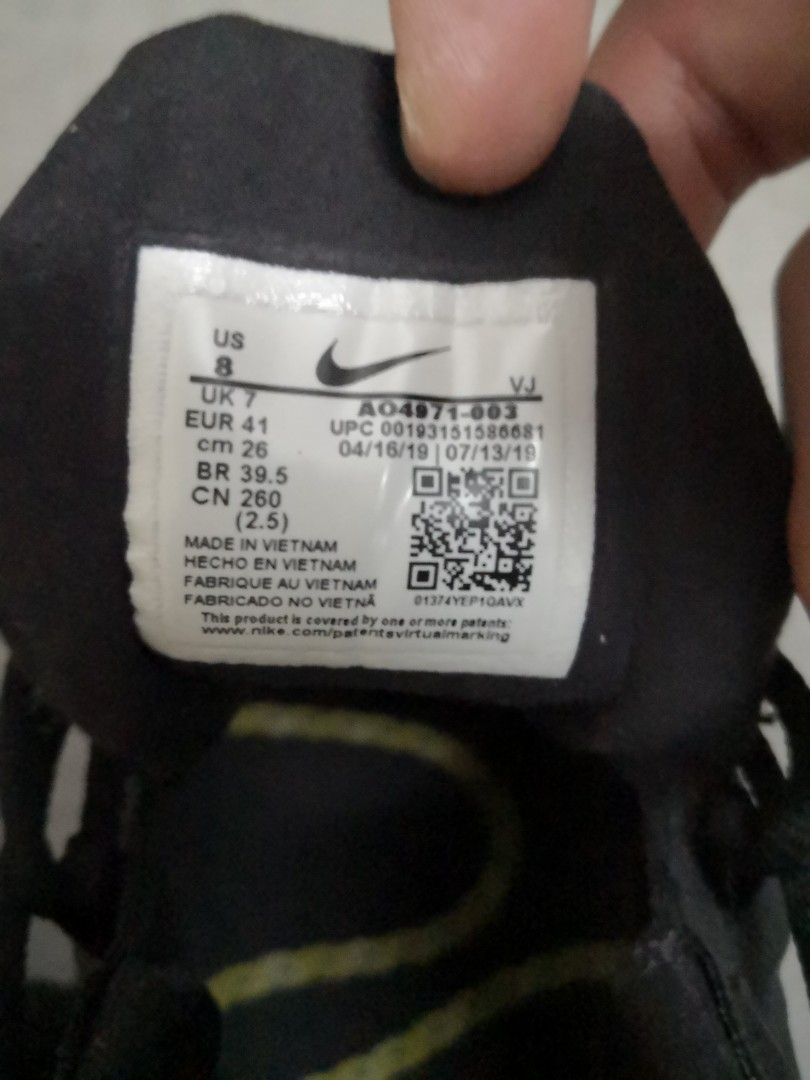 US
8
VJ
UK 7
AO4971-003
EUR 41
UPC 00193151586681
cm 26
04/16/19 | 07/13/19
BR 39.5
CN 260
(2.5)
MADE IN VIETNAM
HECHO EN VIETNAM
FABRIQUE AU VIETNAM
FABRICADO NO VIETNÃ
01374YEP1QAVX
This product is covered by one or more patents:
www.nike.com/patentsvirtualmarking